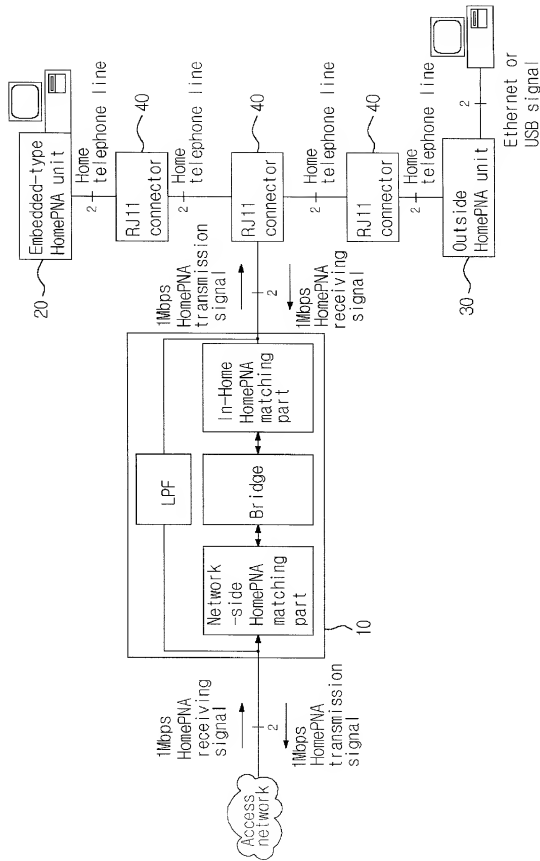 Access
network
1Mbps
HomePNA
receiving
signal
2
1Mbps
HomePNA
transmission
signal
10
Network
-side
HomePNA
matching
part
Bridge
LPF
In-Home
HomePNA
matching
part
1Mbps
HomePNA
transmission
signal
2
1Mbps
HomePNA
receiving
signal
20
Embedded-type
HomePNA unit
2
Home
telephone line
RJ11
connector
40
2
Home
telephone line
RJ11
connector
40
2
Home
telephone line
RJ11
connector
40
2
Home
telephone line
Outside
HomePNA unit
30
2
Ethernet or
USB signal